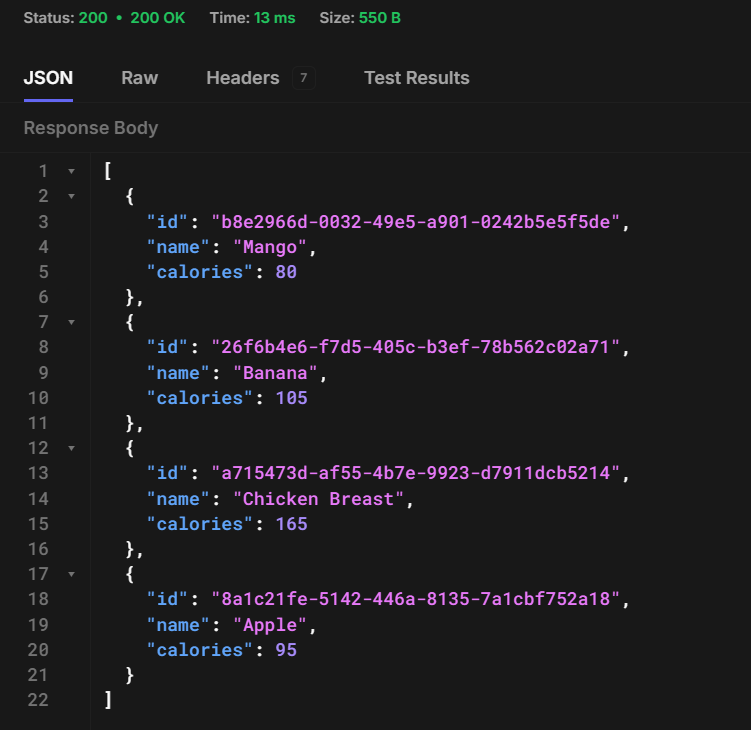 Status: 200 • 200 OK Time: 13 ms Size: 550 B
JSON Raw Headers 7 Test Results
Response Body
1 [
2 {
3 "id": "b8e2966d-0032-49e5-a901-0242b5e5f5de",
4 "name": "Mango",
5 "calories": 80
6 },
7 {
8 "id": "26f6b4e6-f7d5-405c-b3ef-78b562c02a71",
9 "name": "Banana",
10 "calories": 105
11 },
12 {
13 "id": "a715473d-af55-4b7e-9923-d7911dcb5214",
14 "name": "Chicken Breast",
15 "calories": 165
16 },
17 {
18 "id": "8a1c21fe-5142-446a-8135-7a1cbf752a18",
19 "name": "Apple",
20 "calories": 95
21 }
22 ]